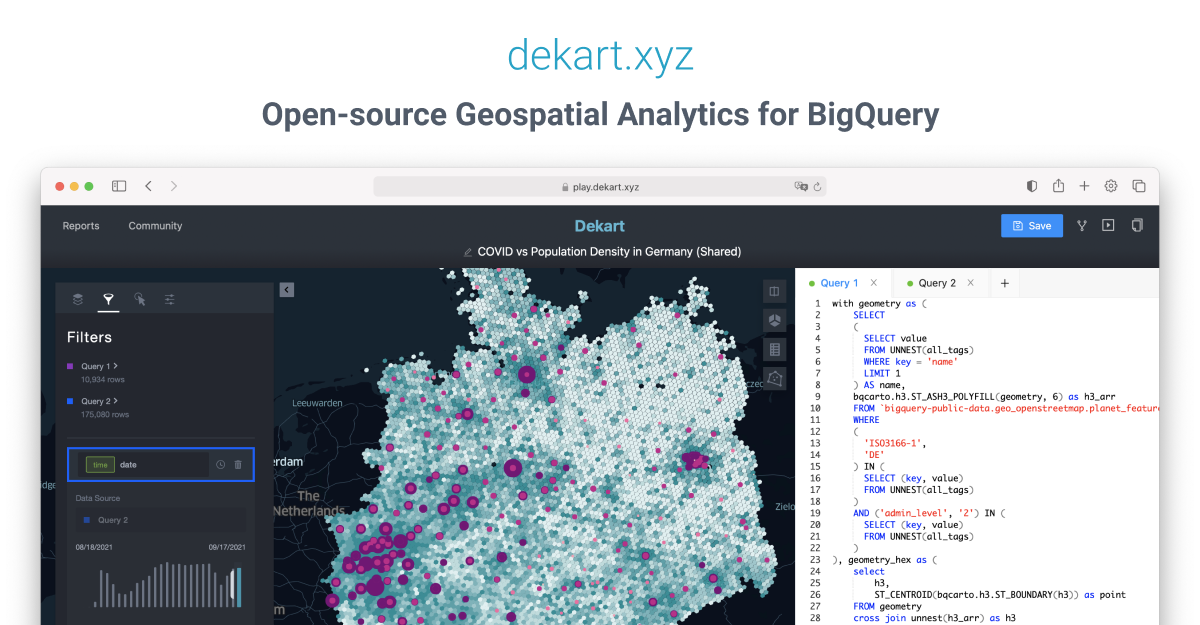 dekart.xyz
Open-source Geospatial Analytics for BigQuery
play.dekart.xyz
Reports
Community
Dekart
Save
COVID vs Population Density in Germany (Shared)
Filters
Query 1
10,934 rows
Query 2
175,080 rows
time
date
Data Source
Query 2
08/18/2021
09/17/2021
Leeuwarden
The
Netherlands
Query 1
Query 2
1 with geometry as (
2 SELECT
3 (
4 SELECT value
5 FROM UNNEST(all_tags)
6 WHERE key = 'name'
7 LIMIT 1
8 ) AS name,
9 bqcarto.h3.ST_ASH3_POLYFILL(geometry, 6) as h3_arr
10 FROM `bigquery-public-data.geo_openstreetmap.planet_feature
11 WHERE
12 (
13 'ISO3166-1',
14 'DE'
15 ) IN (
16 SELECT (key, value)
17 FROM UNNEST(all_tags)
18 )
19 AND ('admin_level', '2') IN (
20 SELECT (key, value)
21 FROM UNNEST(all_tags)
22 )
23 ), geometry_hex as (
24 select
25 h3,
26 ST_CENTROID(bqcarto.h3.ST_BOUNDARY(h3)) as point
27 FROM geometry
28 cross join unnest(h3_arr) as h3